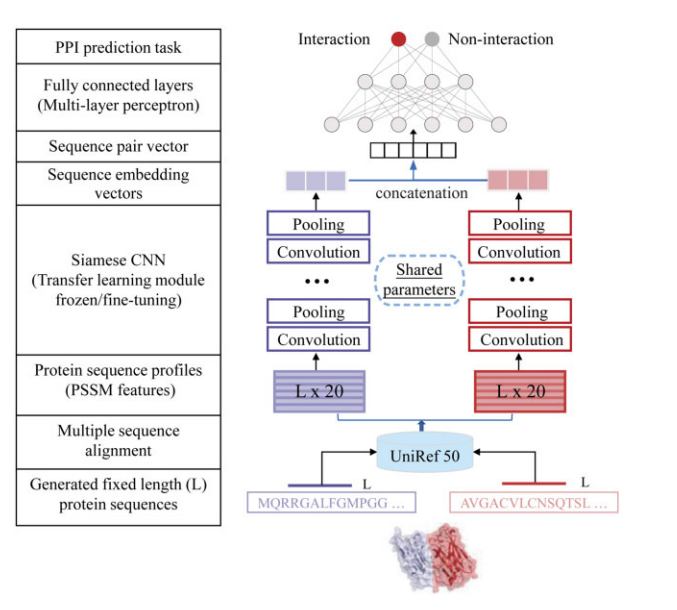 PPI prediction task
Fully connected layers
(Multi-layer perceptron)
Sequence pair vector
Sequence embedding
vectors
Siamese CNN
(Transfer learning module
frozen/fine-tuning)
Protein sequence profiles
(PSSM features)
Multiple sequence
alignment
Generated fixed length (L)
protein sequences
Interaction
Non-interaction
concatenation
Pooling
Convolution
•••
Pooling
Convolution
L x 20
Shared
parameters
Pooling
Convolution
•••
Pooling
Convolution
L x 20
UniRef 50
L
MQRRGALFGMPGG ...
L
AVGACVLCNSQTSL ...